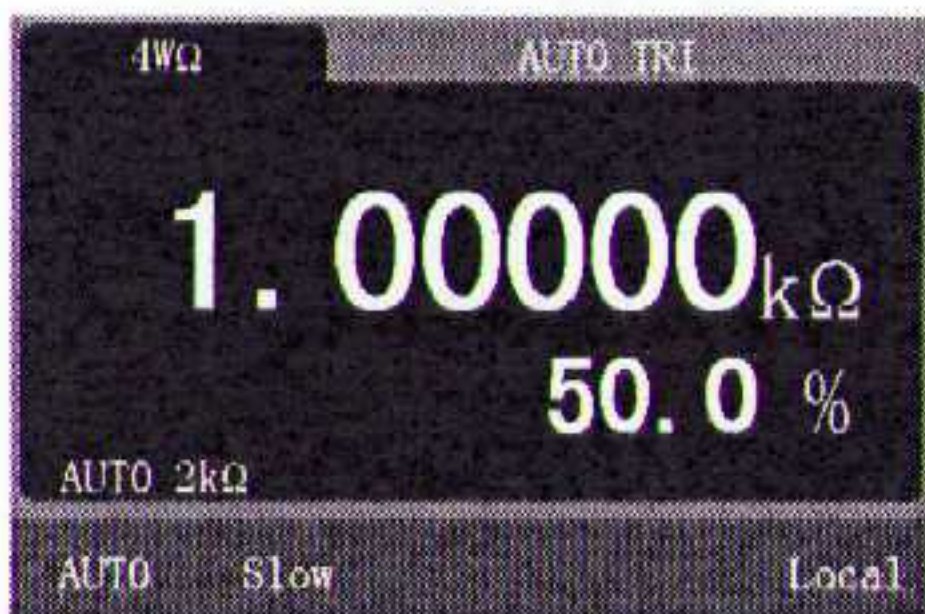 4WΩ AUTO TRI
1.00000kΩ
50.0 %
AUTO 2kΩ
AUTO Slow Local